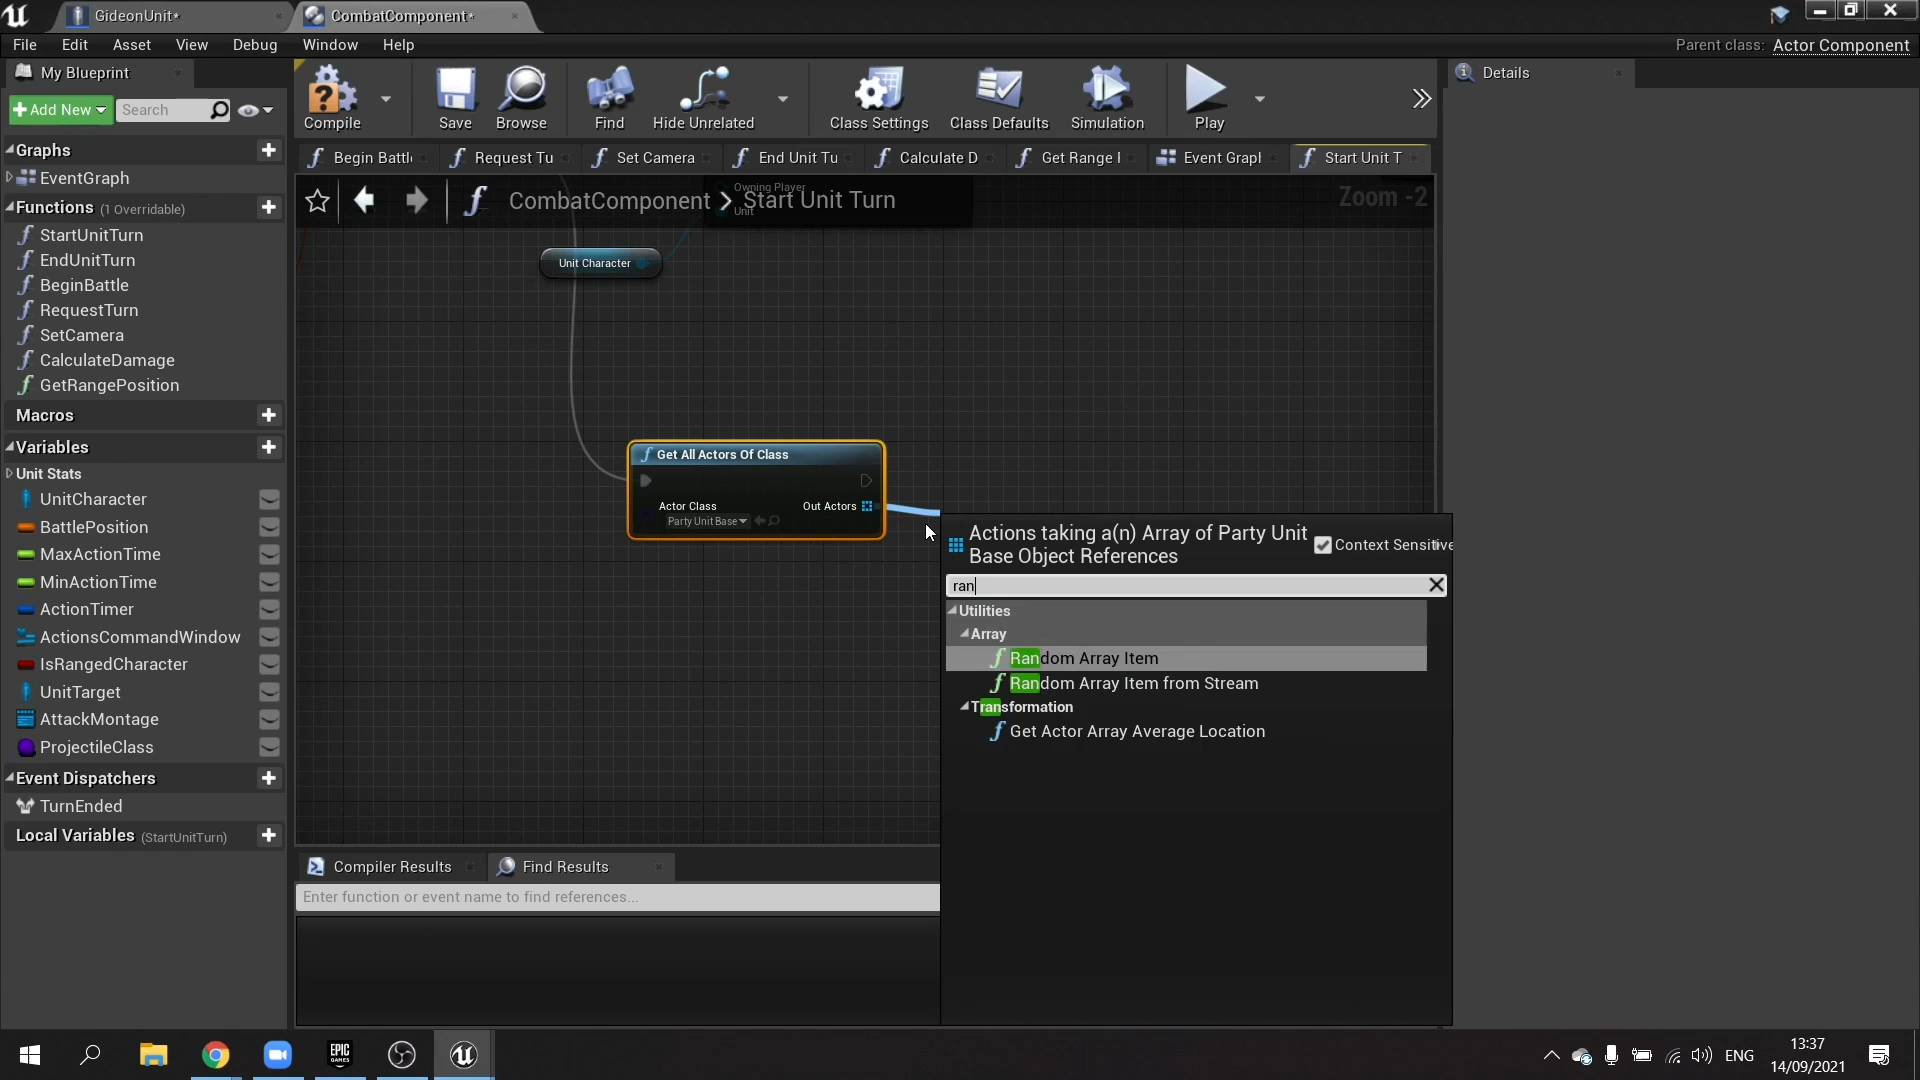 GideonUnit*
CombatComponent*
File Edit Asset View Debug Window Help
Parent class: Actor Component
My Blueprint
Details
Add New
Search
Compile
Save
Browse
Find
Hide Unrelated
Class Settings
Class Defaults
Simulation
Play
Graphs
EventGraph
Functions (1 Overridable)
StartUnitTurn
EndUnitTurn
BeginBattle
RequestTurn
SetCamera
CalculateDamage
GetRangePosition
Macros
Variables
Unit Stats
UnitCharacter
BattlePosition
MaxActionTime
MinActionTime
ActionTimer
ActionsCommandWindow
IsRangedCharacter
UnitTarget
AttackMontage
ProjectileClass
Event Dispatchers
TurnEnded
Local Variables (StartUnitTurn)
Begin Battl
Request Tu
Set Camera
End Unit Tu
Calculate D
Get Range
Event Grapl
Start Unit T
CombatComponent > Start Unit Turn
Zoom -2
Owning Player
Unit
Unit Character
Get All Actors Of Class
Actor Class
Party Unit Base
Out Actors
Actions taking a(n) Array of Party Unit
Base Object References
Context Sensitive
ran
Utilities
Array
Random Array Item
Random Array Item from Stream
Transformation
Get Actor Array Average Location
Compiler Results
Find Results
Enter function or event name to find references...
EPIC
GAMES
ENG
13:37
14/09/2021